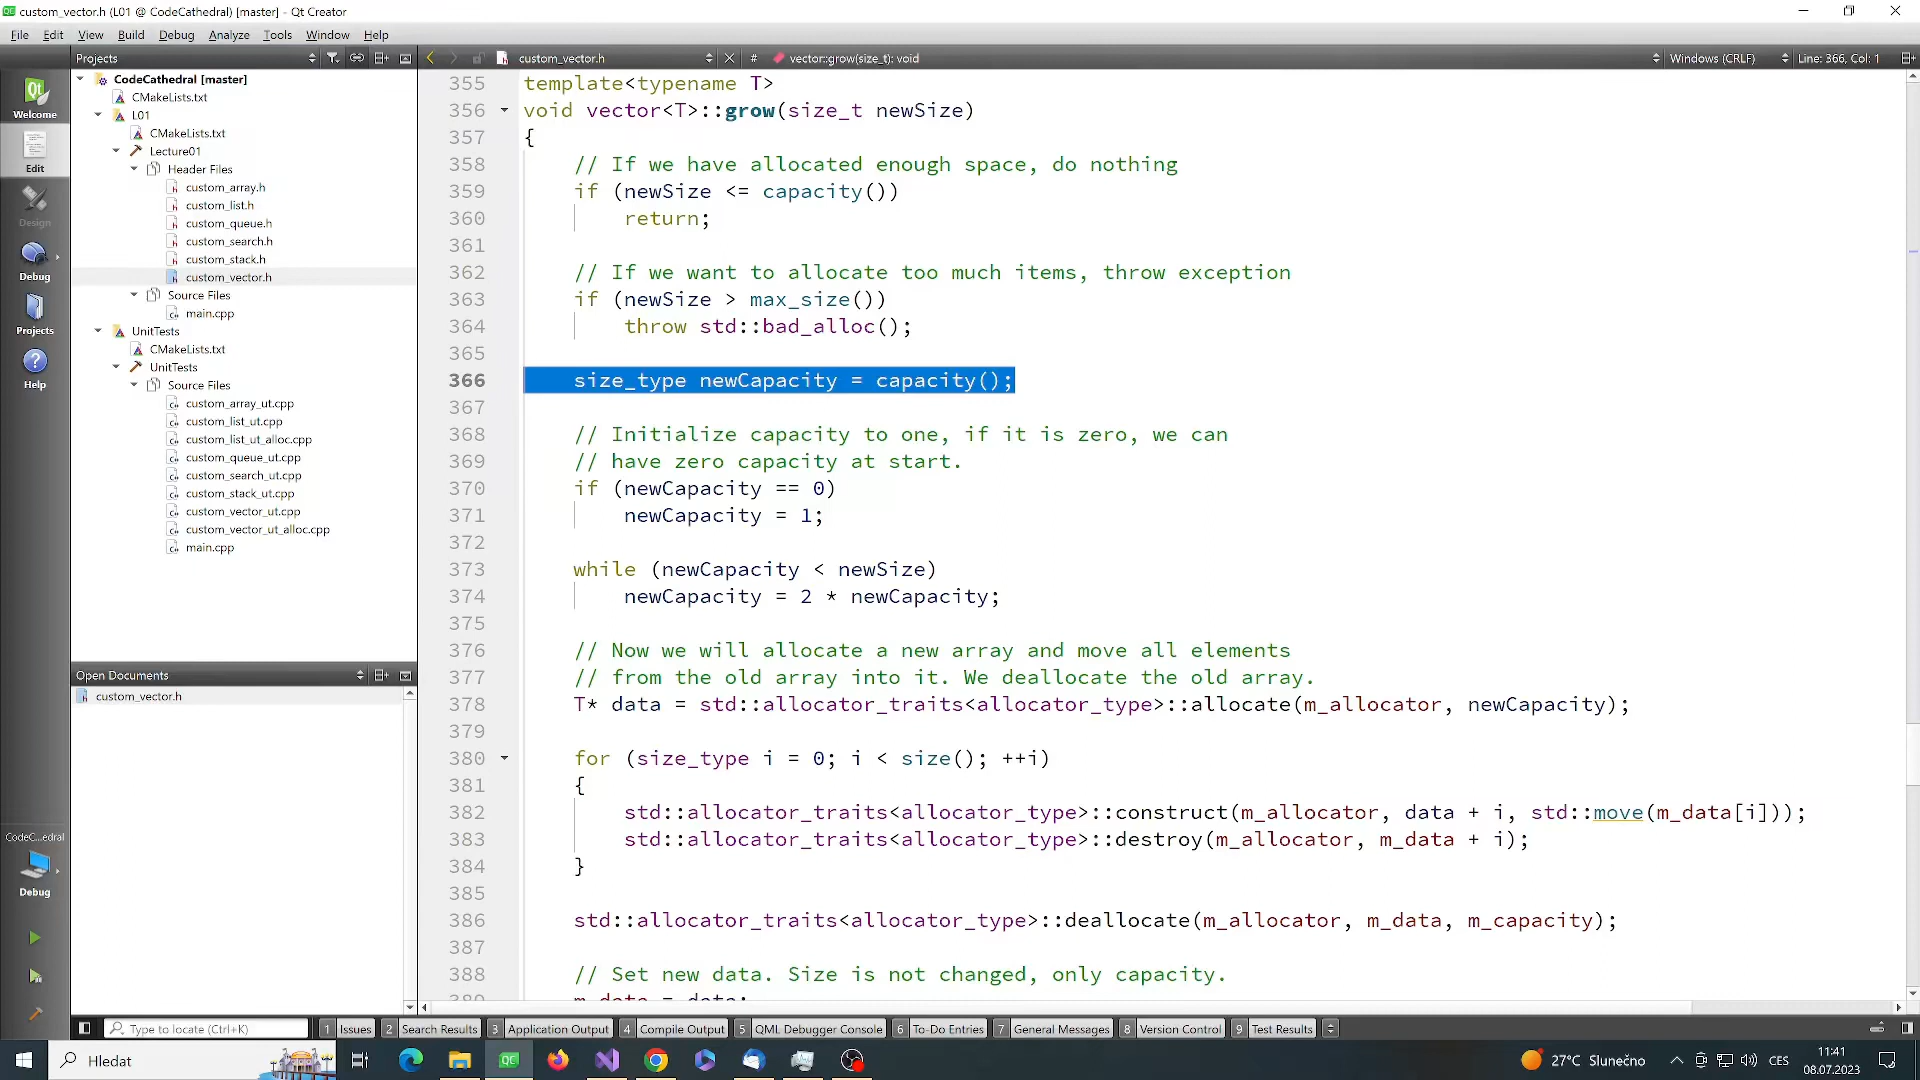 custom_vector.h (L01 @ CodeCathedral) [master] - Qt Creator
File Edit View Build Debug Analyze Tools Window Help
Projects
custom_vector.h
# vector::grow(size_t): void
Windows (CRLF)
Line: 366, Col: 1
Welcome
Edit
Design
Debug
Projects
Help
CodeC...edral
Debug
CodeCathedral [master]
CMakeLists.txt
L01
CMakeLists.txt
Lecture01
Header Files
custom_array.h
custom_list.h
custom_queue.h
custom_search.h
custom_stack.h
custom_vector.h
Source Files
main.cpp
UnitTests
CMakeLists.txt
UnitTests
Source Files
custom_array_ut.cpp
custom_list_ut.cpp
custom_list_ut_alloc.cpp
custom_queue_ut.cpp
custom_search_ut.cpp
custom_stack_ut.cpp
custom_vector_ut.cpp
custom_vector_ut_alloc.cpp
main.cpp
Open Documents
custom_vector.h
355 template<typename T>
356 void vector<T>::grow(size_t newSize)
357 {
358 // If we have allocated enough space, do nothing
359 if (newSize <= capacity())
360 return;
361
362 // If we want to allocate too much items, throw exception
363 if (newSize > max_size())
364 throw std::bad_alloc();
365
366 size_type newCapacity = capacity();
367
368 // Initialize capacity to one, if it is zero, we can
369 // have zero capacity at start.
370 if (newCapacity == 0)
371 newCapacity = 1;
372
373 while (newCapacity < newSize)
374 newCapacity = 2 * newCapacity;
375
376 // Now we will allocate a new array and move all elements
377 // from the old array into it. We deallocate the old array.
378 T* data = std::allocator_traits<allocator_type>::allocate(m_allocator, newCapacity);
379
380 for (size_type i = 0; i < size(); ++i)
381 {
382 std::allocator_traits<allocator_type>::construct(m_allocator, data + i, std::move(m_data[i]));
383 std::allocator_traits<allocator_type>::destroy(m_allocator, m_data + i);
384 }
385
386 std::allocator_traits<allocator_type>::deallocate(m_allocator, m_data, m_capacity);
387
388 // Set new data. Size is not changed, only capacity.
389 m_data = data;
Type to locate (Ctrl+K)
1 Issues 2 Search Results 3 Application Output 4 Compile Output 5 QML Debugger Console 6 To-Do Entries 7 General Messages 8 Version Control 9 Test Results
Hledat
27°C Slunečno
CES
11:41
08.07.2023